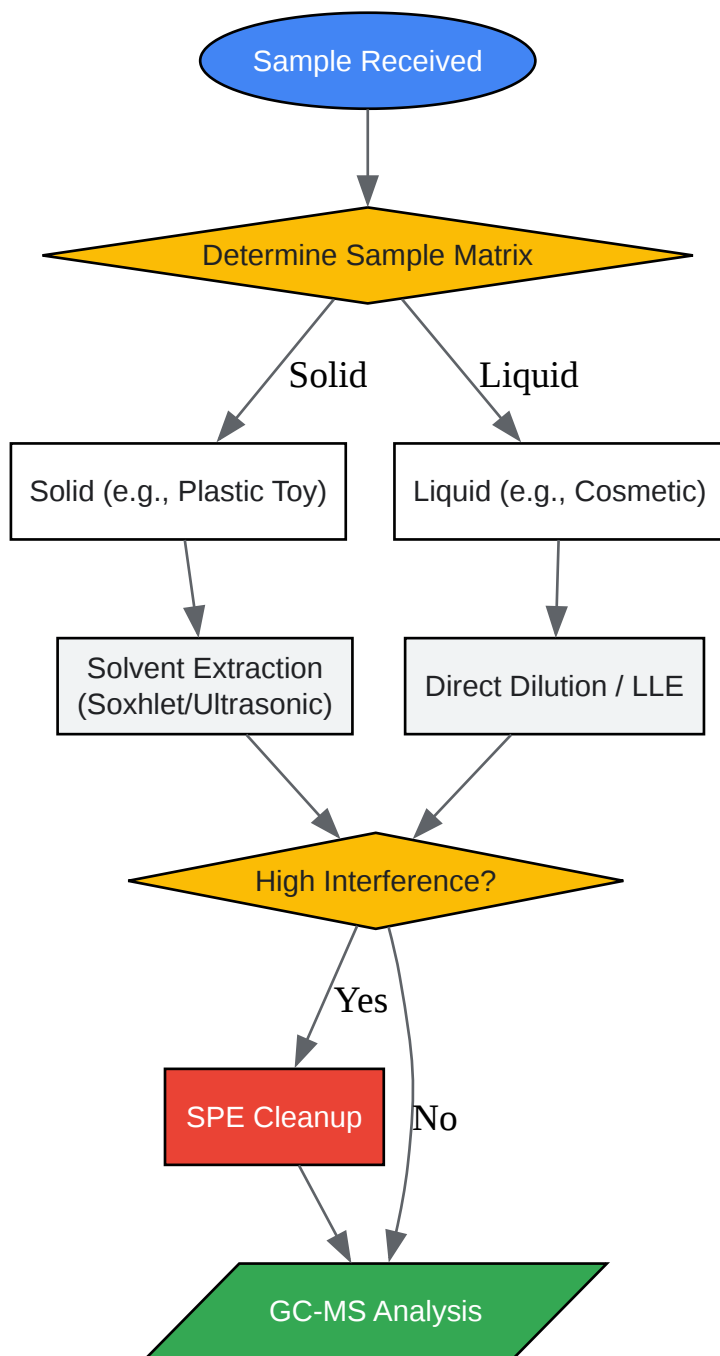 Sample Received
Determine Sample Matrix
Solid
Liquid
Solid (e.g., Plastic Toy)
Liquid (e.g., Cosmetic)
Solvent Extraction
(Soxhlet/Ultrasonic)
Direct Dilution / LLE
High Interference?
Yes
SPE Cleanup
No
GC-MS Analysis